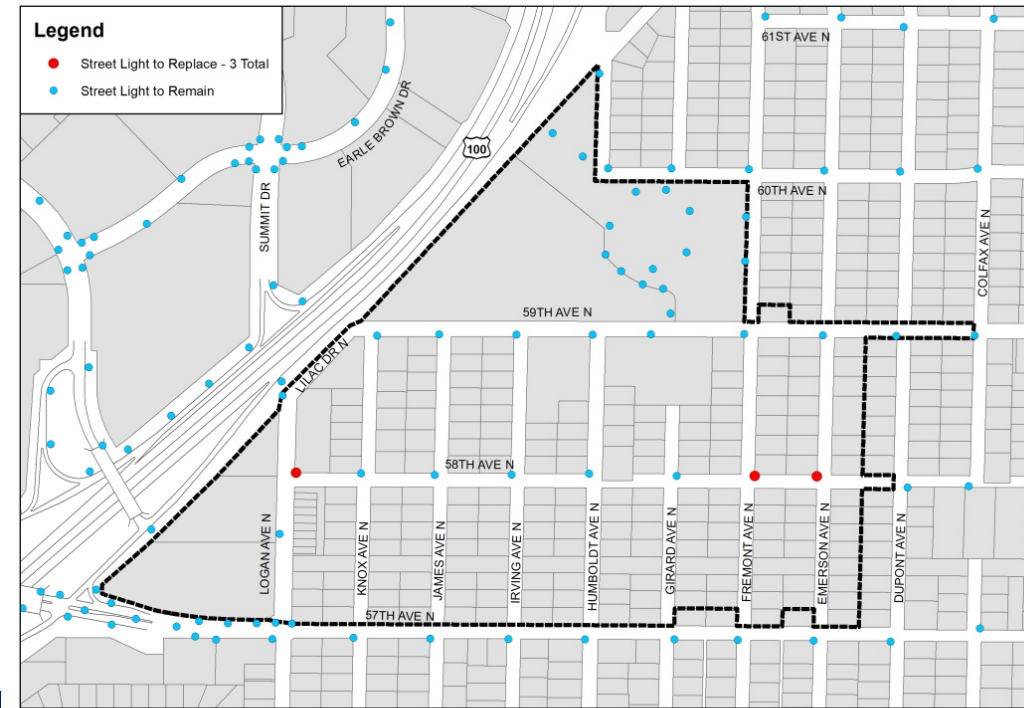 Legend
Street Light to Replace - 3 Total
Street Light to Remain
61ST AVE N
EARLE BROWN DR
100
60TH AVE N
SUMMIT DR
COLFAX AVE N
59TH AVE N
LILAC DR N
58TH AVE N
LOGAN AVE N
KNOX AVE N
JAMES AVE N
IRVING AVE N
HUMBOLDT AVE N
GIRARD AVE N
FREMONT AVE N
EMERSON AVE N
DUPONT AVE N
57TH AVE N